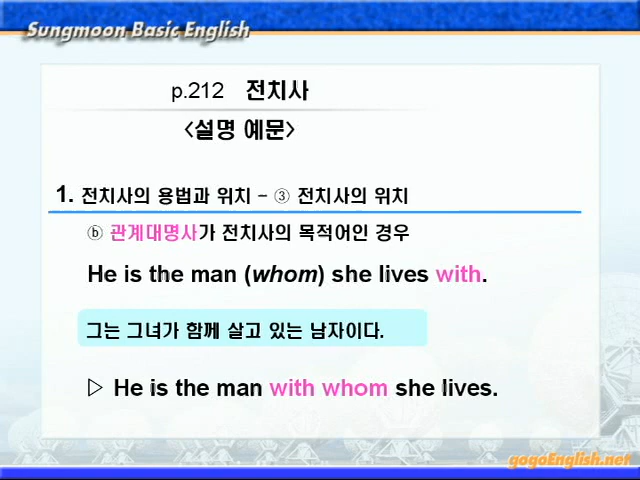 Sungmoon Basic English
p.212 전치사
<설명 예문>
1. 전치사의 용법과 위치 - ③ 전치사의 위치
ⓑ 관계대명사가 전치사의 목적어인 경우
He is the man (whom) she lives with.
그는 그녀가 함께 살고 있는 남자이다.
▷ He is the man with whom she lives.
gogoEnglish.net